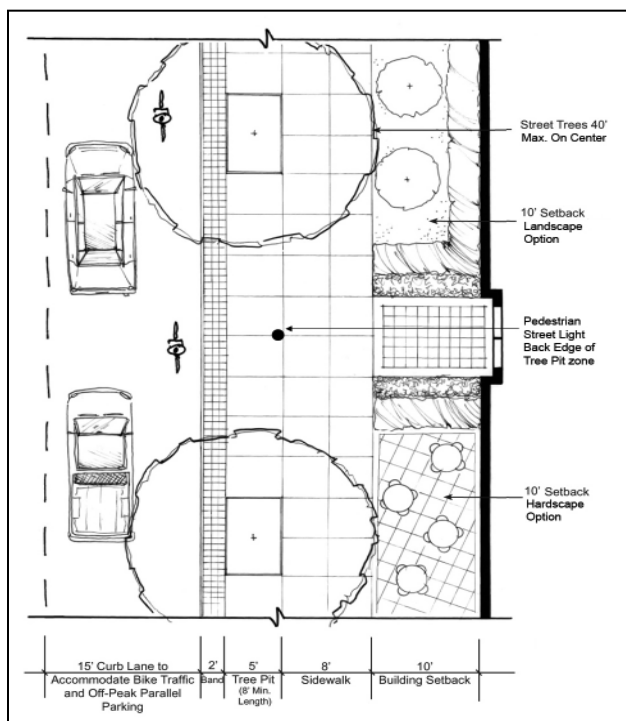 Street Trees 40'
Max. On Center
10' Setback
Landscape
Option
Pedestrian
Street Light
Back Edge of
Tree Pit zone
10' Setback
Hardscape
Option
15' Curb Lane to
Accommodate Bike Traffic
and Off-Peak Parallel
Parking
2'
Band
5'
Tree Pit
(8' Min.
Length)
8'
Sidewalk
10'
Building Setback